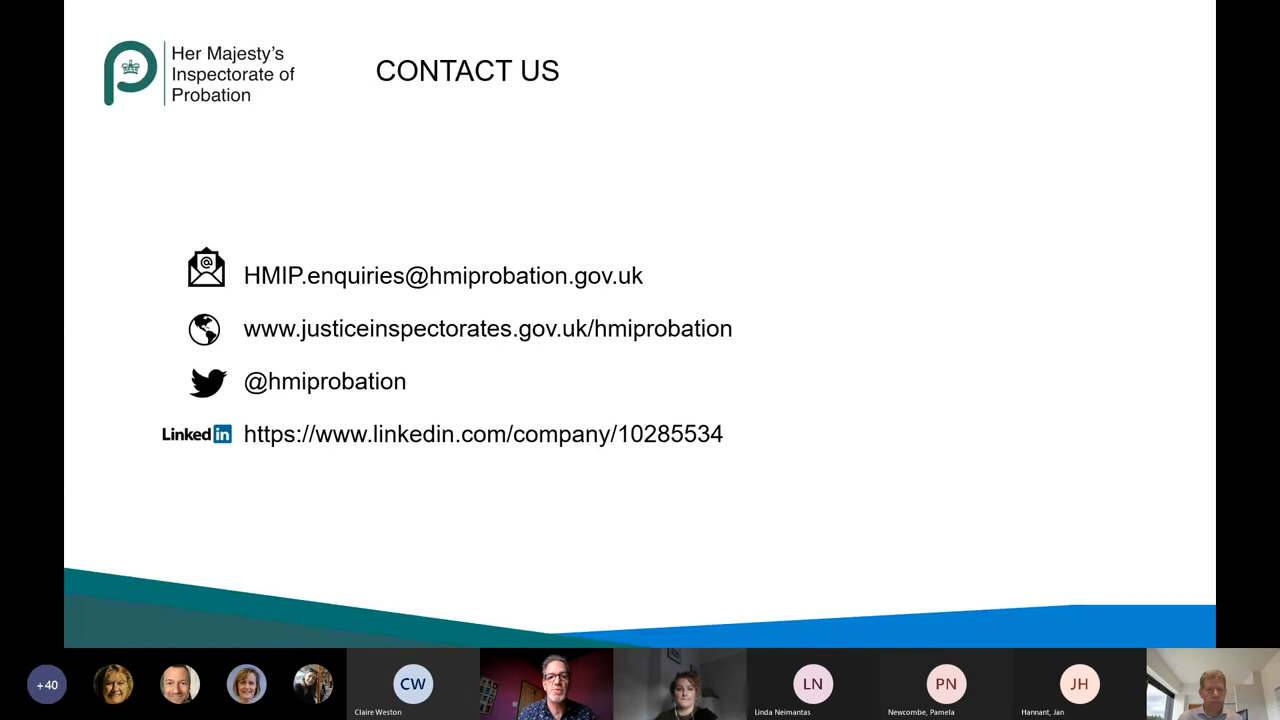 Her Majesty's
Inspectorate of
Probation
CONTACT US
@
HMIP.enquiries@hmiprobation.gov.uk
www.justiceinspectorates.gov.uk/hmiprobation
@hmiprobation
Linked in https://www.linkedin.com/company/10285534
+40
CW
Claire Weston
LN
Linda Neimantas
PN
Newcombe, Pamela
JH
Hannant, Jan